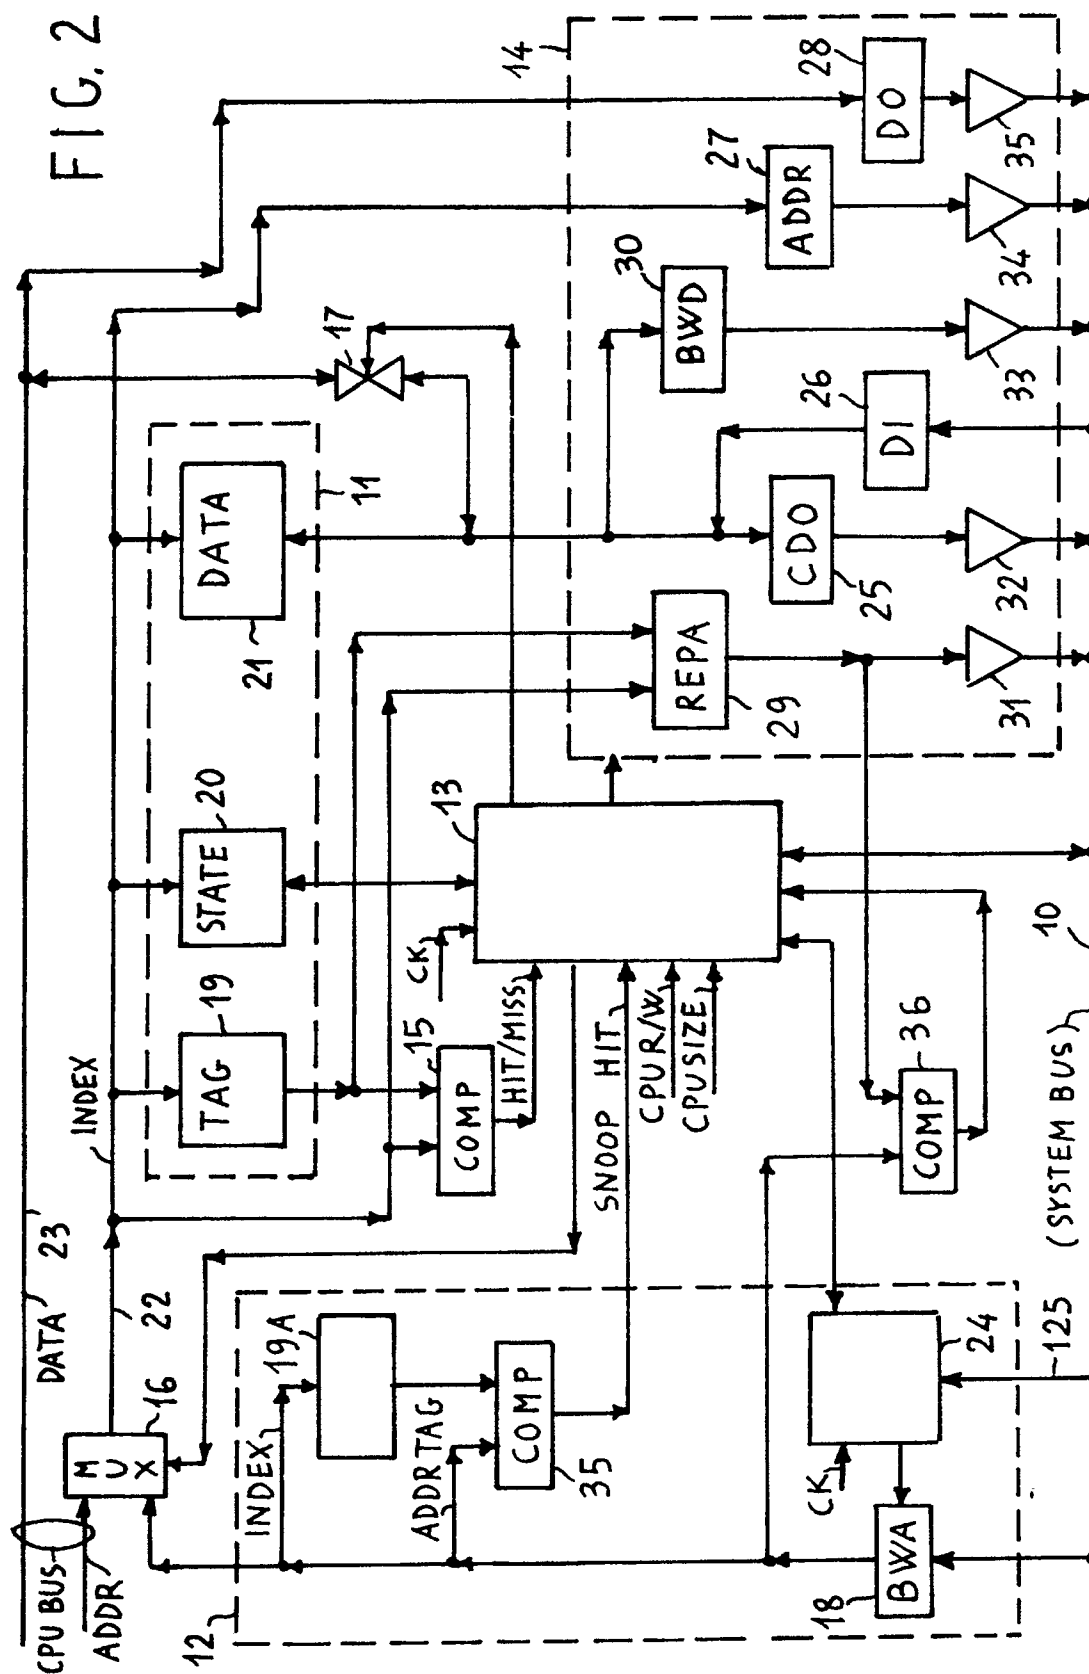 FIG. 2
CPU BUS
ADDR
DATA
23
MUX
16
22
INDEX
TAG
19
STATE
20
DATA
21
11
17
12
INDEX
19A
ADDR TAG
COMP
35
COMP
15
HIT/MISS
CK
13
SNOOP HIT
CPUR/W
CPUSIZE
14
REPA
29
CDO
25
DI
26
BWD
30
ADDR
27
DO
28
31
32
33
34
35
BWA
18
CK
24
125
COMP
36
(SYSTEM BUS)
10